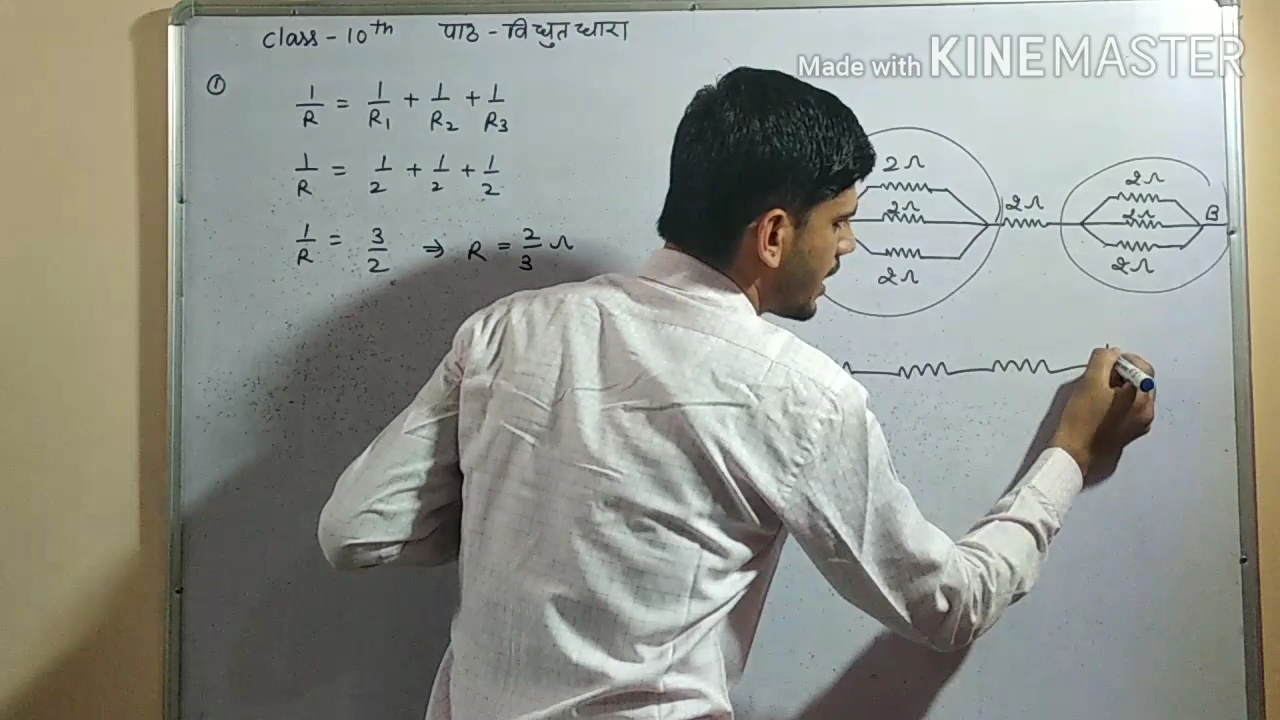 Class - 10th पाठ - विद्युत धारा
Made with KINEMASTER
①
1/R = 1/R1 + 1/R2 + 1/R3
1/R = 1/2 + 1/2 + 1/2
1/R = 3/2 ⇒ R = 2/3 Ω
2Ω
2Ω
2Ω
2Ω
2Ω
2Ω
2Ω
B